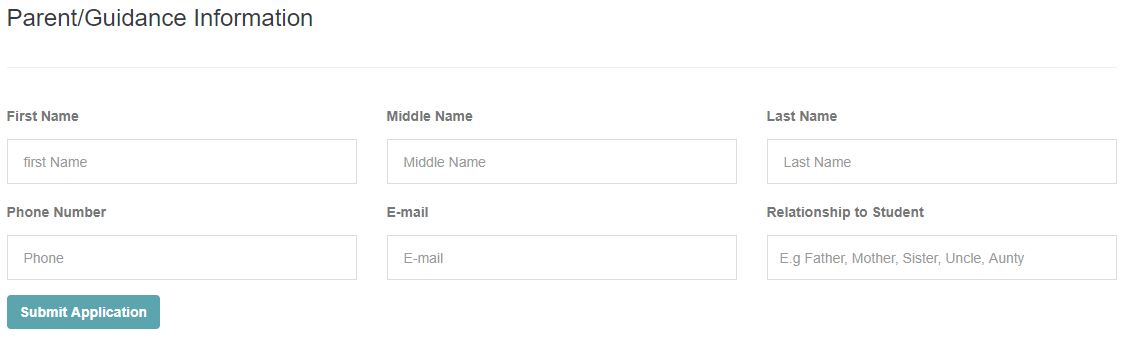 Parent/Guidance Information
First Name Middle Name Last Name
first Name Middle Name Last Name
Phone Number E-mail Relationship to Student
Phone E-mail E.g Father, Mother, Sister, Uncle, Aunty
Submit Application